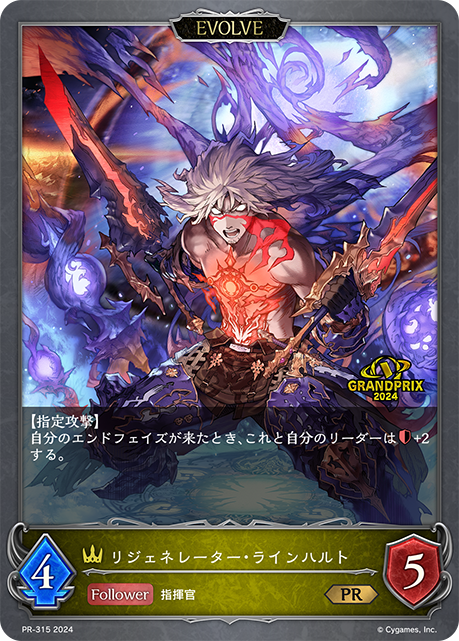 EVOLVE
GRANDPRIX
2024
【指定攻撃】
自分のエンドフェイズが来たとき、これと自分のリーダーは+2
する。
4
リジェネレーター・ラインハルト
5
Follower 指揮官
PR
PR-315 2024
© Cygames, Inc.